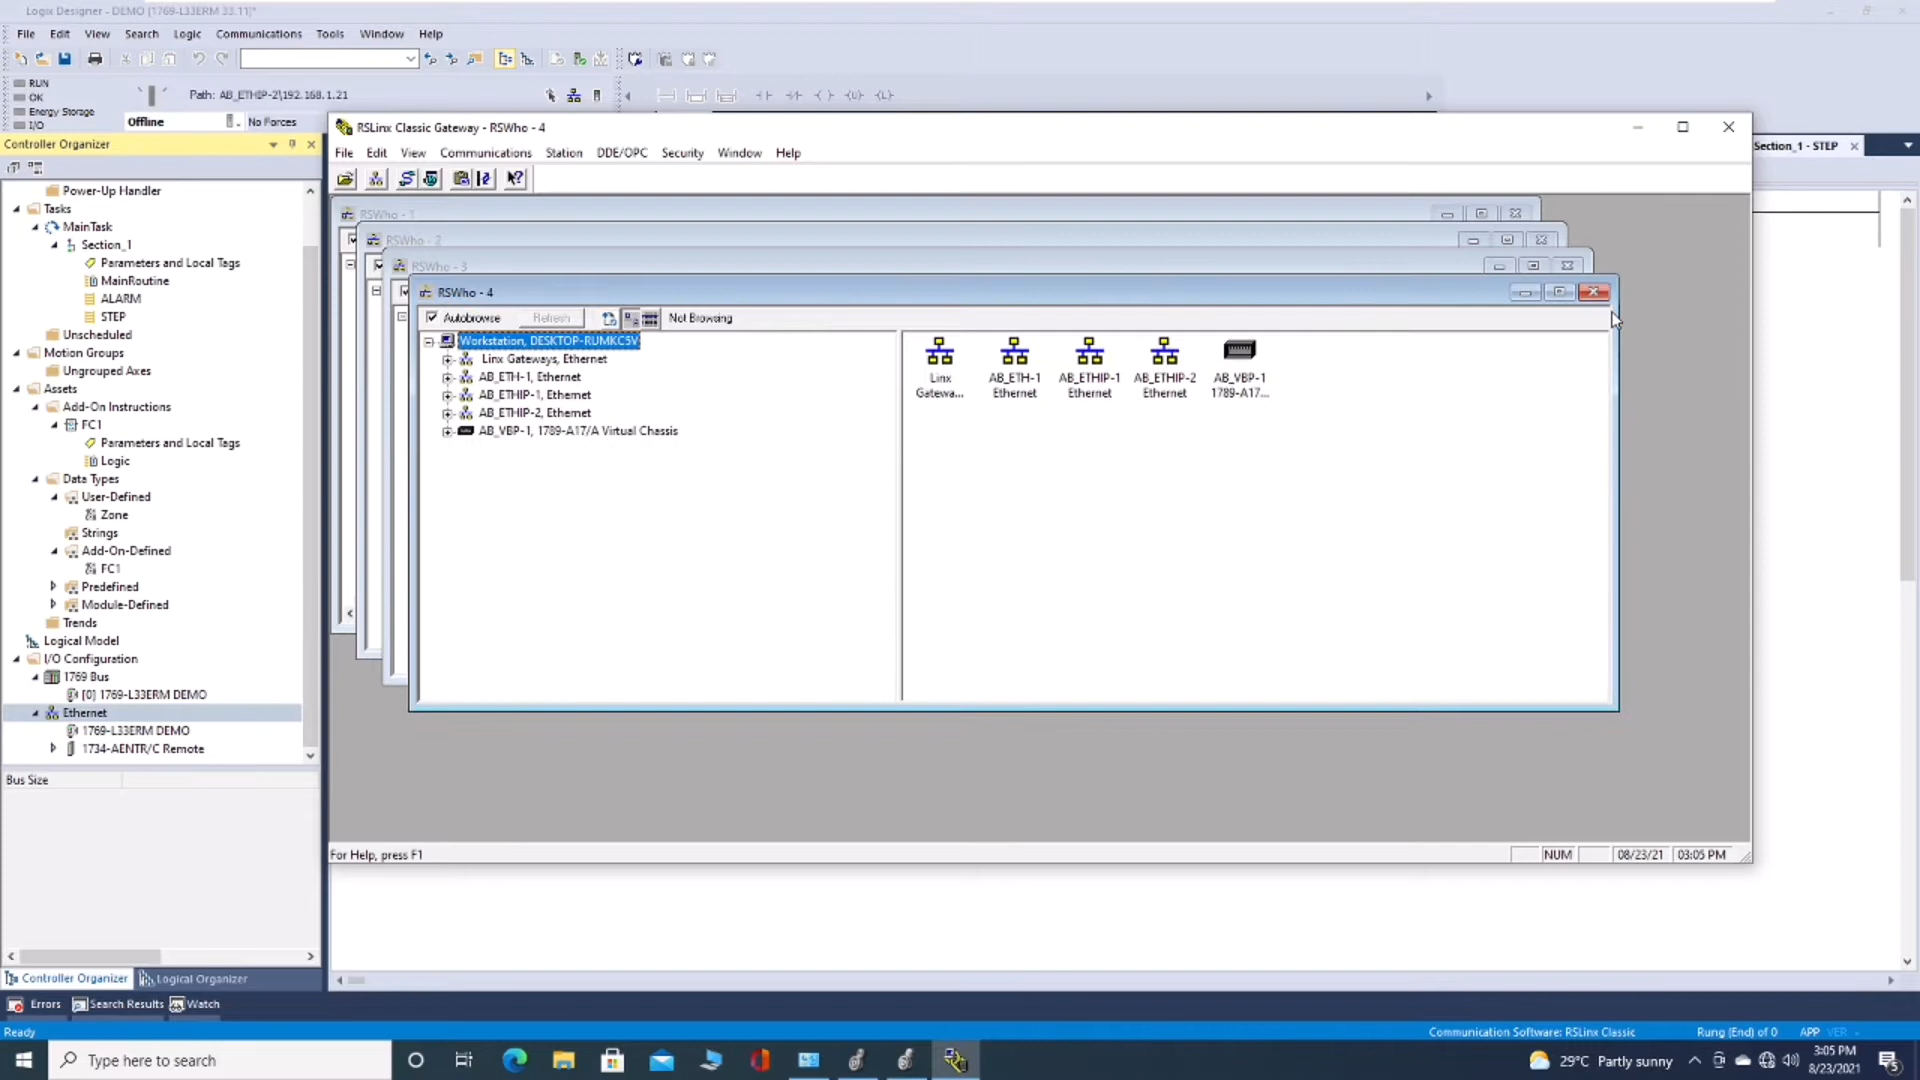 Logix Designer - DEMO [1769-L33ERM 33.11]*
File Edit View Search Logic Communications Tools Window Help
RUN
OK
Energy Storage
I/O
Path: AB_ETHIP-2\192.168.1.21
Offline
No Forces
Controller Organizer
Power-Up Handler
Tasks
MainTask
Section_1
Parameters and Local Tags
MainRoutine
ALARM
STEP
Unscheduled
Motion Groups
Ungrouped Axes
Assets
Add-On Instructions
FC1
Parameters and Local Tags
Logic
Data Types
User-Defined
Zone
Strings
Add-On-Defined
FC1
Predefined
Module-Defined
Trends
Logical Model
I/O Configuration
1769 Bus
[0] 1769-L33ERM DEMO
Ethernet
1769-L33ERM DEMO
1734-AENTR/C Remote
Bus Size
Controller Organizer
Logical Organizer
Errors Search Results Watch
Ready
RSLinx Classic Gateway - RSWho - 4
File Edit View Communications Station DDE/OPC Security Window Help
RSWho - 1
RSWho - 2
RSWho - 3
RSWho - 4
Autobrowse Refresh Not Browsing
Workstation, DESKTOP-RUMKC5V
Linx Gateways, Ethernet
AB_ETH-1, Ethernet
AB_ETHIP-1, Ethernet
AB_ETHIP-2, Ethernet
AB_VBP-1, 1789-A17/A Virtual Chassis
Linx Gatewa...
AB_ETH-1 Ethernet
AB_ETHIP-1 Ethernet
AB_ETHIP-2 Ethernet
AB_VBP-1 1789-A17...
For Help, press F1
NUM 08/23/21 03:05 PM
Section_1 - STEP
Communication Software: RSLinx Classic
Rung (End) of 0
APP VER
Type here to search
29°C Partly sunny
3:05 PM
8/23/2021
5